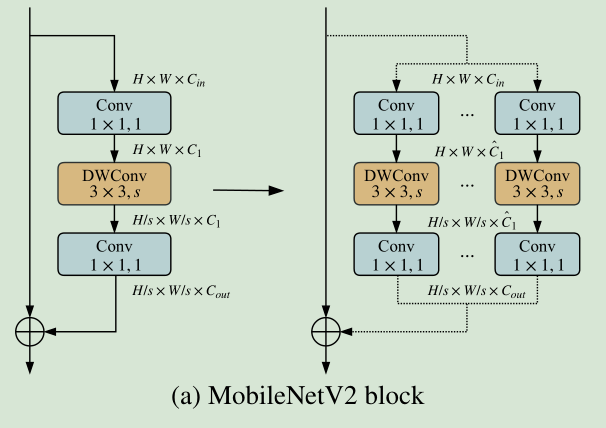 H × W × C_in
Conv
1 × 1, 1
H × W × C_1
DWConv
3 × 3, s
H/s × W/s × C_1
Conv
1 × 1, 1
H/s × W/s × C_out
H × W × C_in
Conv
1 × 1, 1
...
Conv
1 × 1, 1
H × W × Ĉ_1
DWConv
3 × 3, s
...
DWConv
3 × 3, s
H/s × W/s × Ĉ_1
Conv
1 × 1, 1
...
Conv
1 × 1, 1
H/s × W/s × C_out
(a) MobileNetV2 block